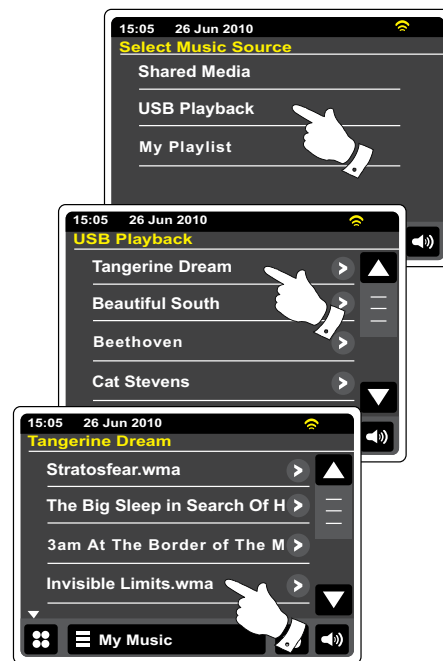 15:05 26 Jun 2010
Select Music Source
Shared Media
USB Playback
My Playlist
15:05 26 Jun 2010
USB Playback
Tangerine Dream
Beautiful South
Beethoven
Cat Stevens
15:05 26 Jun 2010
Tangerine Dream
Stratosfear.wma
The Big Sleep in Search Of H
3am At The Border of The M
Invisible Limits.wma
My Music